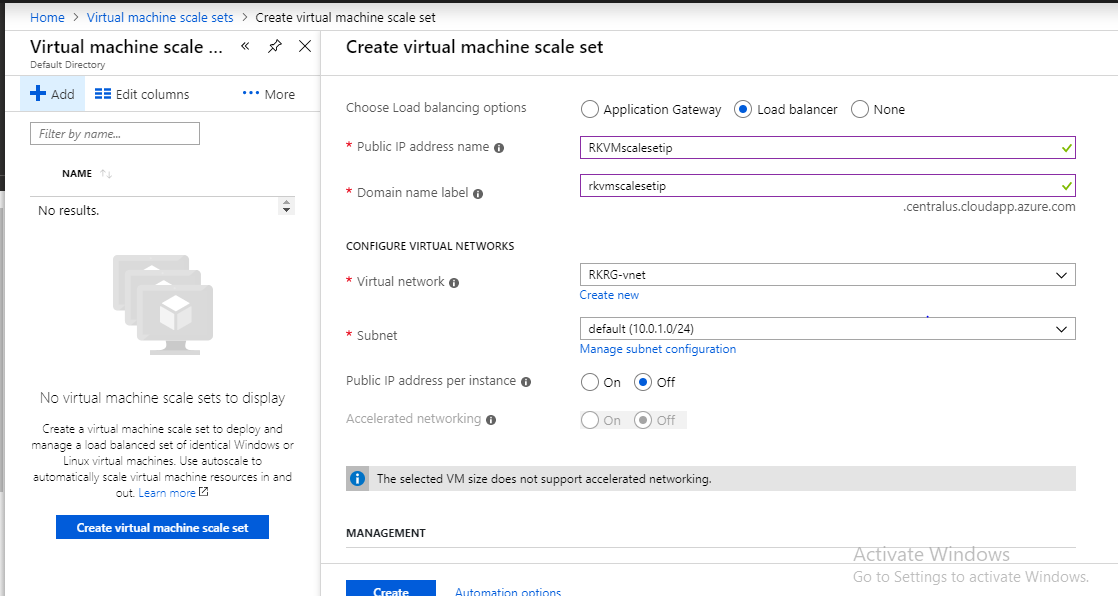 Home > Virtual machine scale sets > Create virtual machine scale set
Virtual machine scale ...
Default Directory
Add
Edit columns
More
Filter by name...
NAME
No results.
No virtual machine scale sets to display
Create a virtual machine scale set to deploy and
manage a load balanced set of identical Windows or
Linux virtual machines. Use autoscale to
automatically scale virtual machine resources in and
out. Learn more
Create virtual machine scale set
Create virtual machine scale set
Choose Load balancing options
Application Gateway
Load balancer
None
* Public IP address name
RKVMscalesetip
* Domain name label
rkvmscalesetip
.centralus.cloudapp.azure.com
CONFIGURE VIRTUAL NETWORKS
* Virtual network
RKRG-vnet
Create new
* Subnet
default (10.0.1.0/24)
Manage subnet configuration
Public IP address per instance
On
Off
Accelerated networking
On
Off
The selected VM size does not support accelerated networking.
MANAGEMENT
Activate Windows
Go to Settings to activate Windows.
Create
Automation options